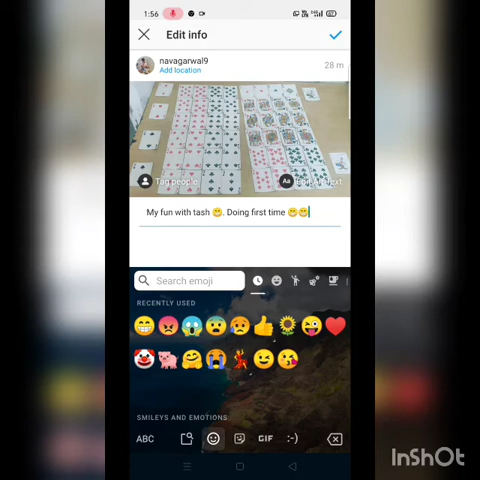 1:56
Edit info
navagarwal9
Add location
28 m
Tag people
Aa
My fun with tash 😁. Doing first time 😁😁
Search emoji
RECENTLY USED
SMILEYS AND EMOTIONS
ABC
GIF
:-)
InShOt